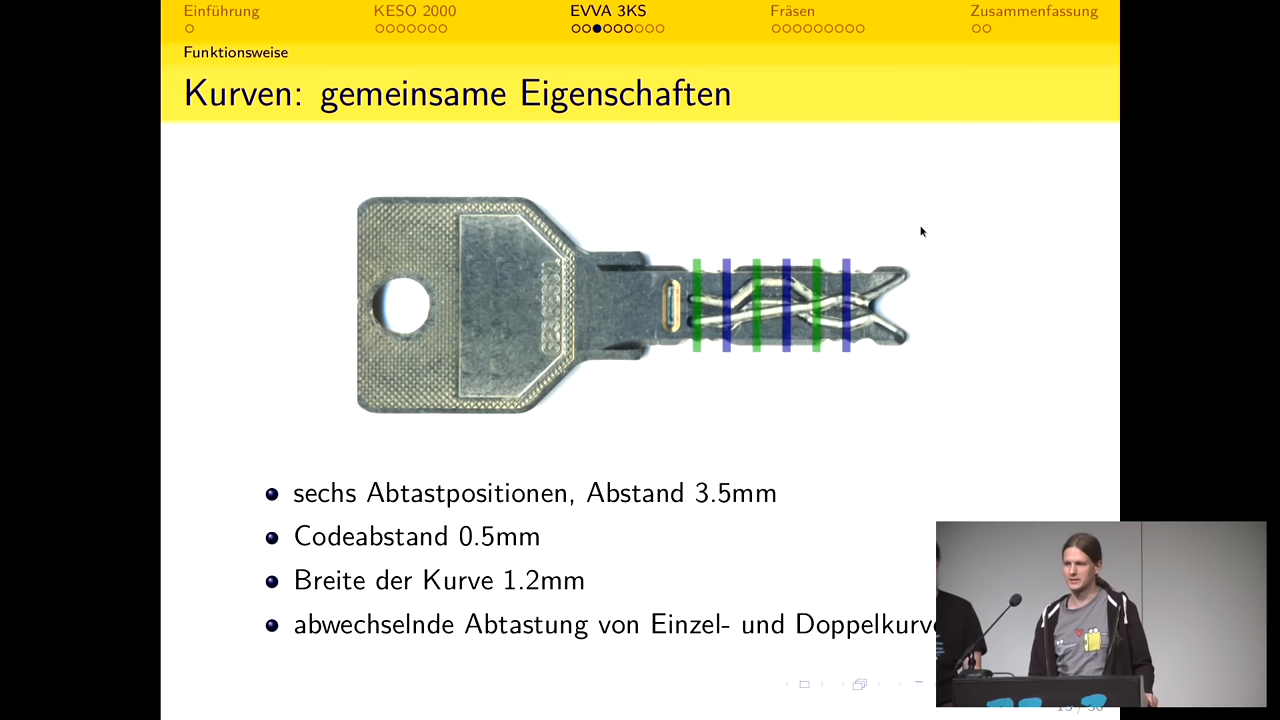 Einführung KESO 2000 EVVA 3KS Fräsen Zusammenfassung
Funktionsweise
Kurven: gemeinsame Eigenschaften
sechs Abtastpositionen, Abstand 3.5mm
Codeabstand 0.5mm
Breite der Kurve 1.2mm
abwechselnde Abtastung von Einzel- und